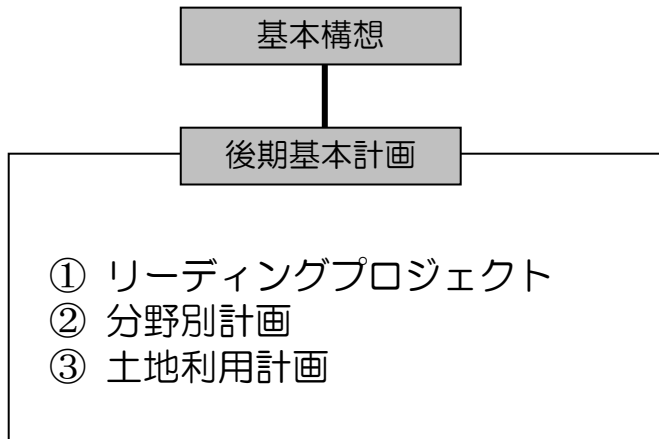 基本構想
後期基本計画
① リーディングプロジェクト
② 分野別計画
③ 土地利用計画